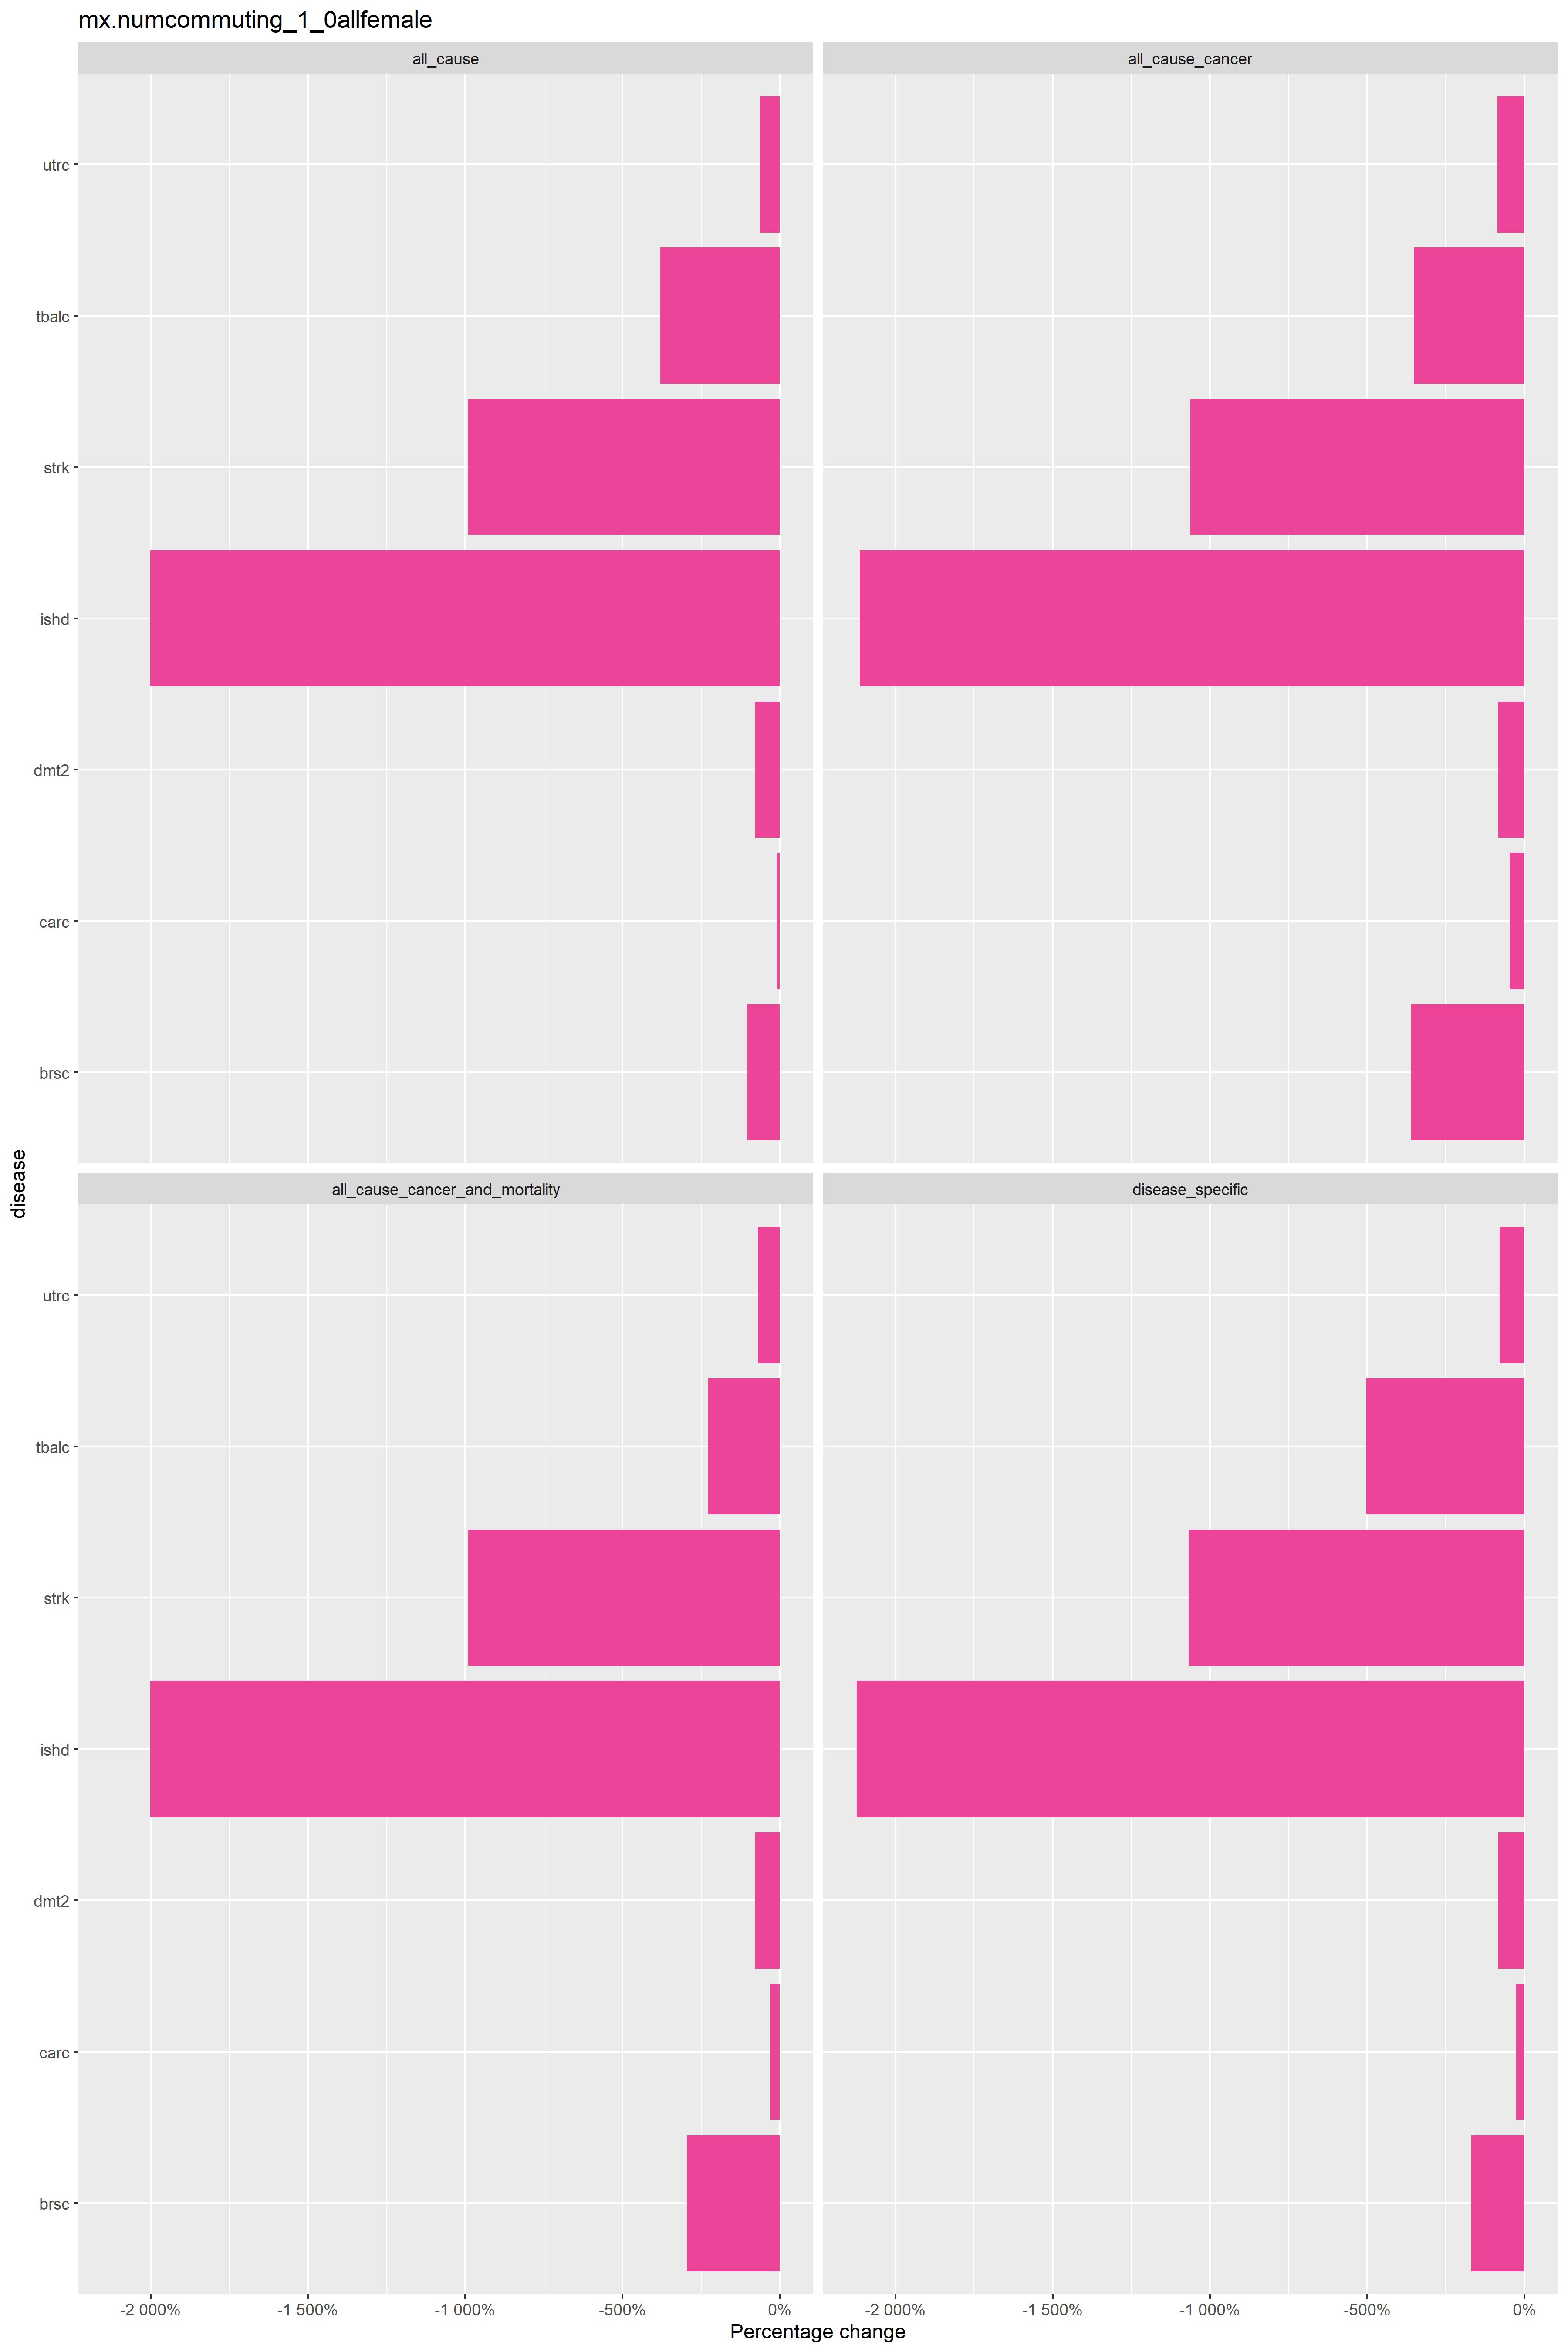 mx.numcommuting_1_0allfemale
all_cause
all_cause_cancer
utrc
tbalc
strk
ishd
dmt2
carc
brsc
disease
all_cause_cancer_and_mortality
disease_specific
utrc
tbalc
strk
ishd
dmt2
carc
brsc
-2 000% -1 500% -1 000% -500% 0% -2 000% -1 500% -1 000% -500% 0%
Percentage change